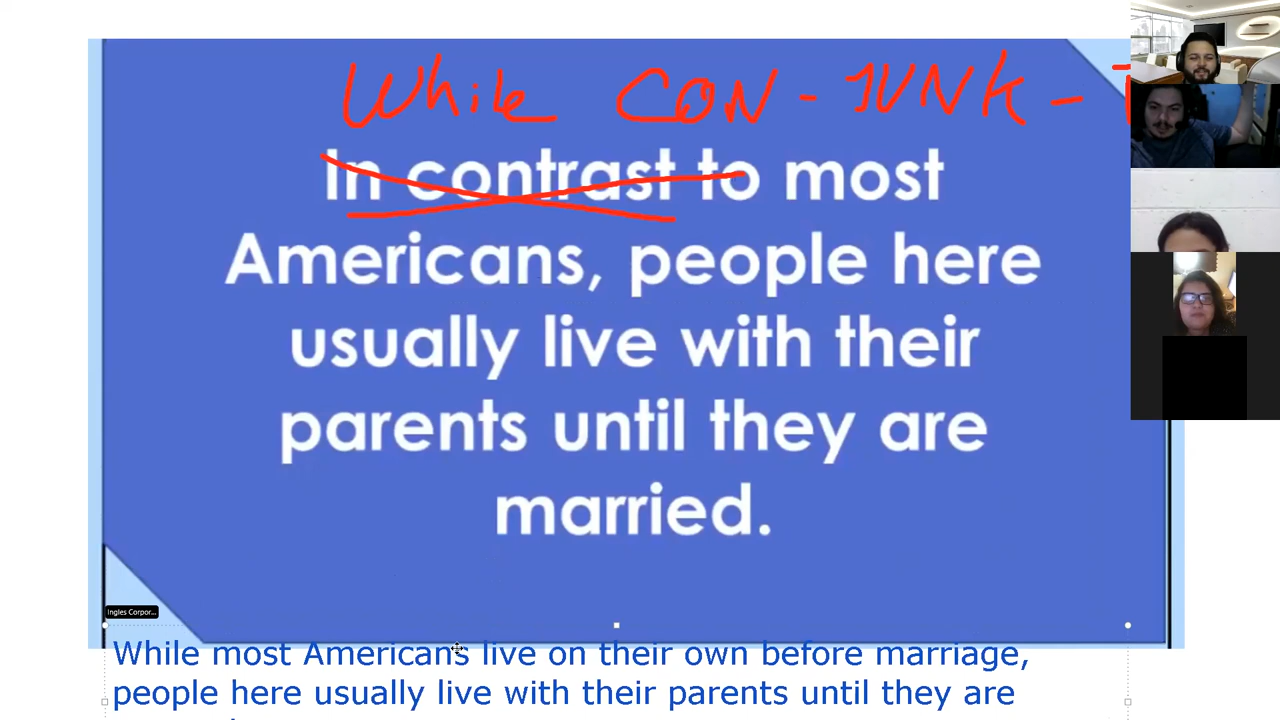 While CON-JUNK-
In contrast to most
Americans, people here
usually live with their
parents until they are
married.
Ingles Corpor...
While most Americans live on their own before marriage,
people here usually live with their parents until they are